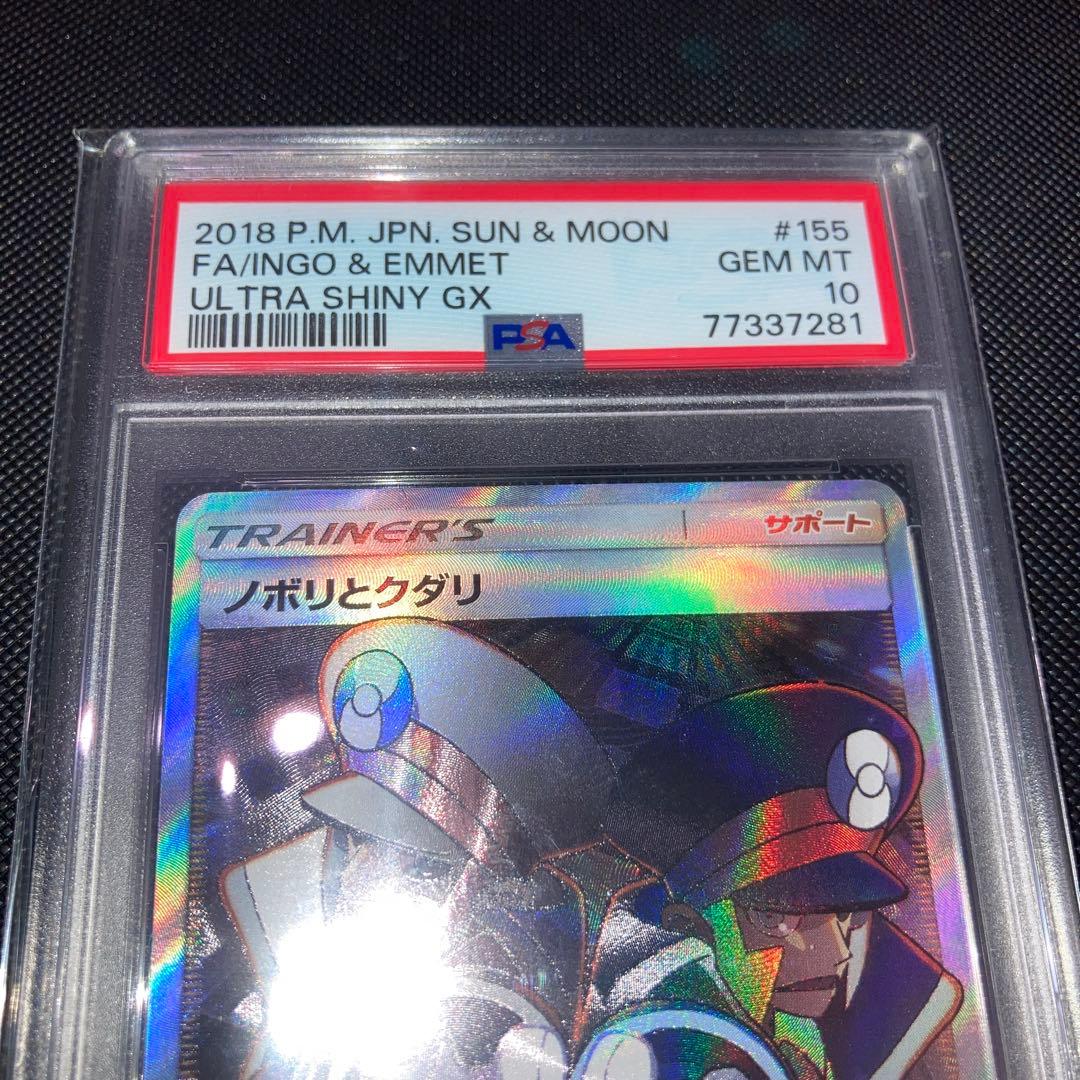 2018 P.M. JPN. SUN & MOON #155
FA/INGO & EMMET GEM MT
ULTRA SHINY GX 10
PSA 77337281
TRAINER'S サポート
ノボリとクダリ